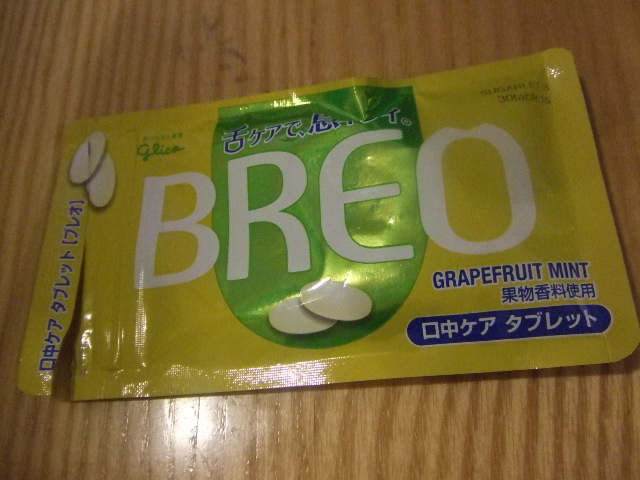 SUGARLESS
30tablets
Glico
舌ケアで、息キレイ。
BREO
GRAPEFRUIT MINT
果物香料使用
口中ケア タブレット
口中ケア タブレット [ブレオ]